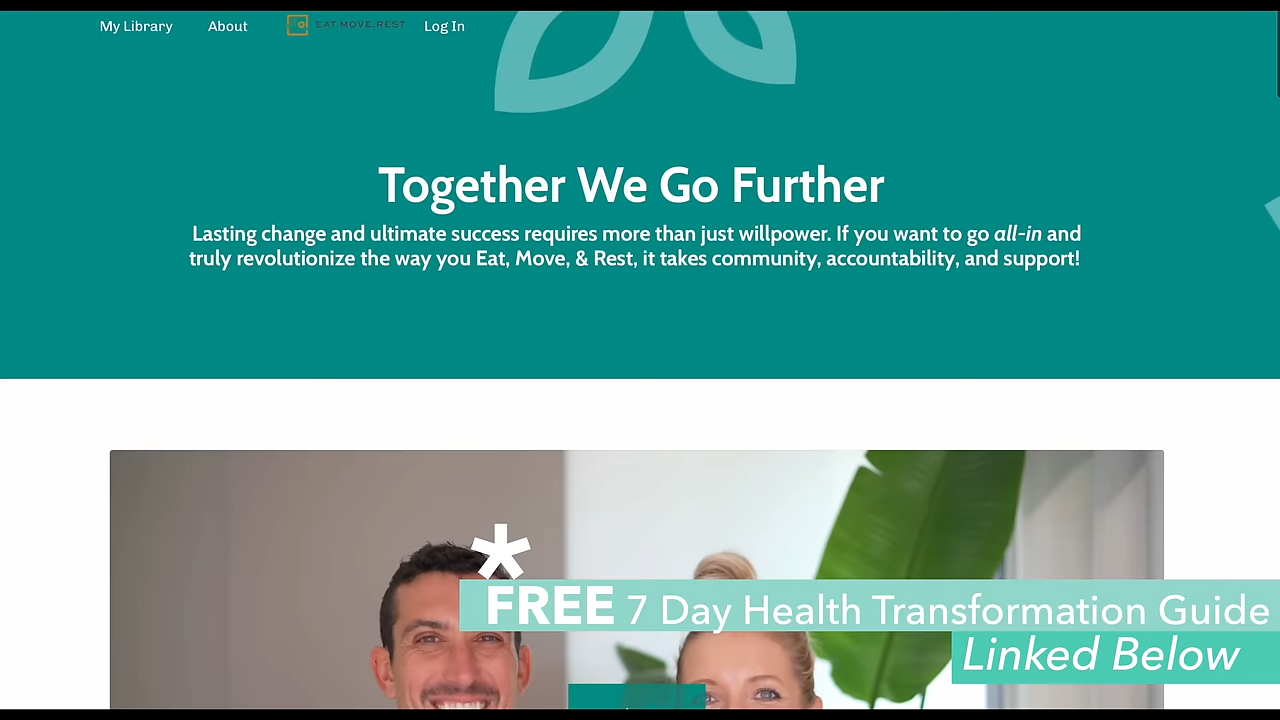 My Library
About
EAT.MOVE.REST
Log In
Together We Go Further
Lasting change and ultimate success requires more than just willpower. If you want to go all-in and
truly revolutionize the way you Eat, Move, & Rest, it takes community, accountability, and support!
*
FREE 7 Day Health Transformation Guide
Linked Below